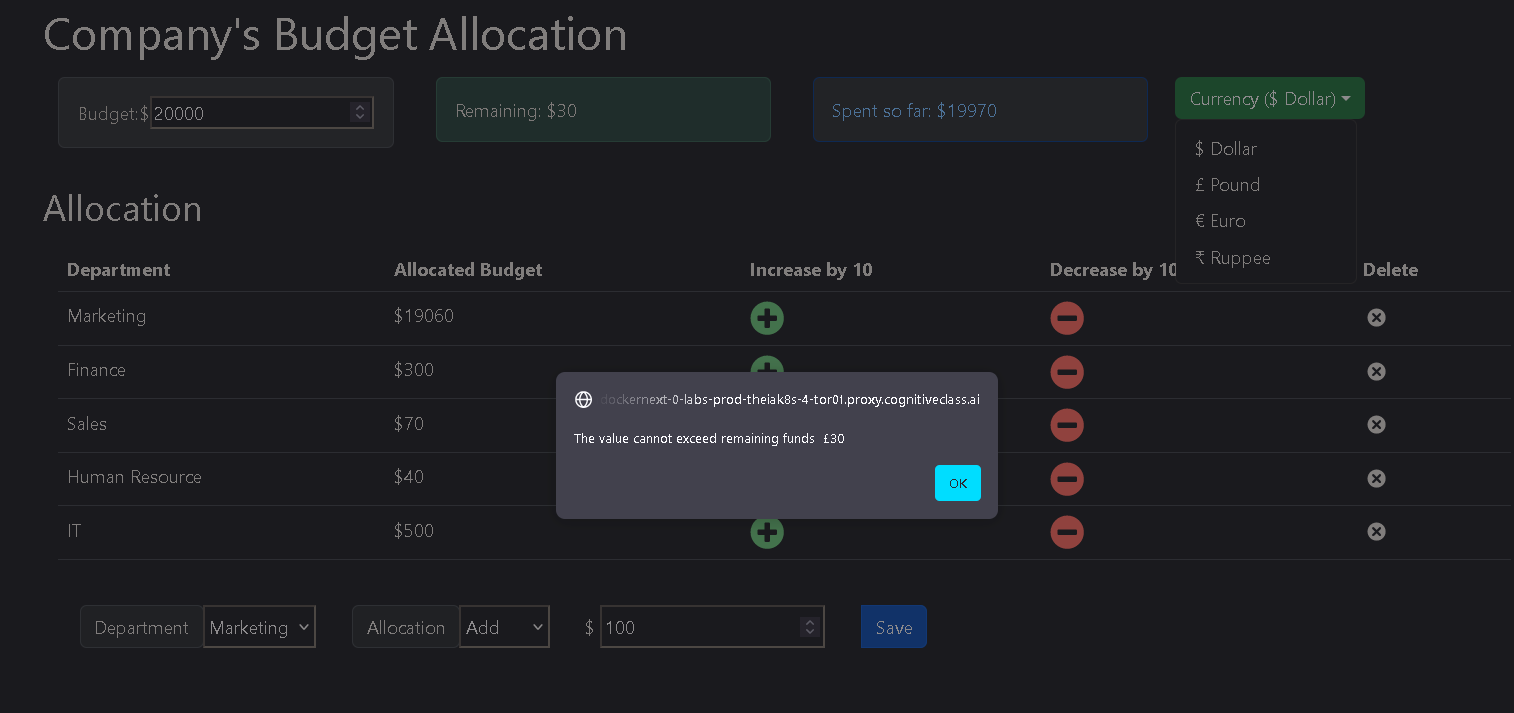 Company's Budget Allocation
Budget:$ 20000
Remaining: $30
Spent so far: $19970
Currency ($ Dollar)
$ Dollar
£ Pound
€ Euro
₹ Ruppee
Allocation
Department Allocated Budget Increase by 10 Decrease by 10 Delete
Marketing $19060
Finance $300
Sales $70
Human Resource $40
IT $500
dockernext-0-labs-prod-theiak8s-4-tor01.proxy.cognitiveclass.ai
The value cannot exceed remaining funds £30
OK
Department Marketing Allocation Add $ 100 Save